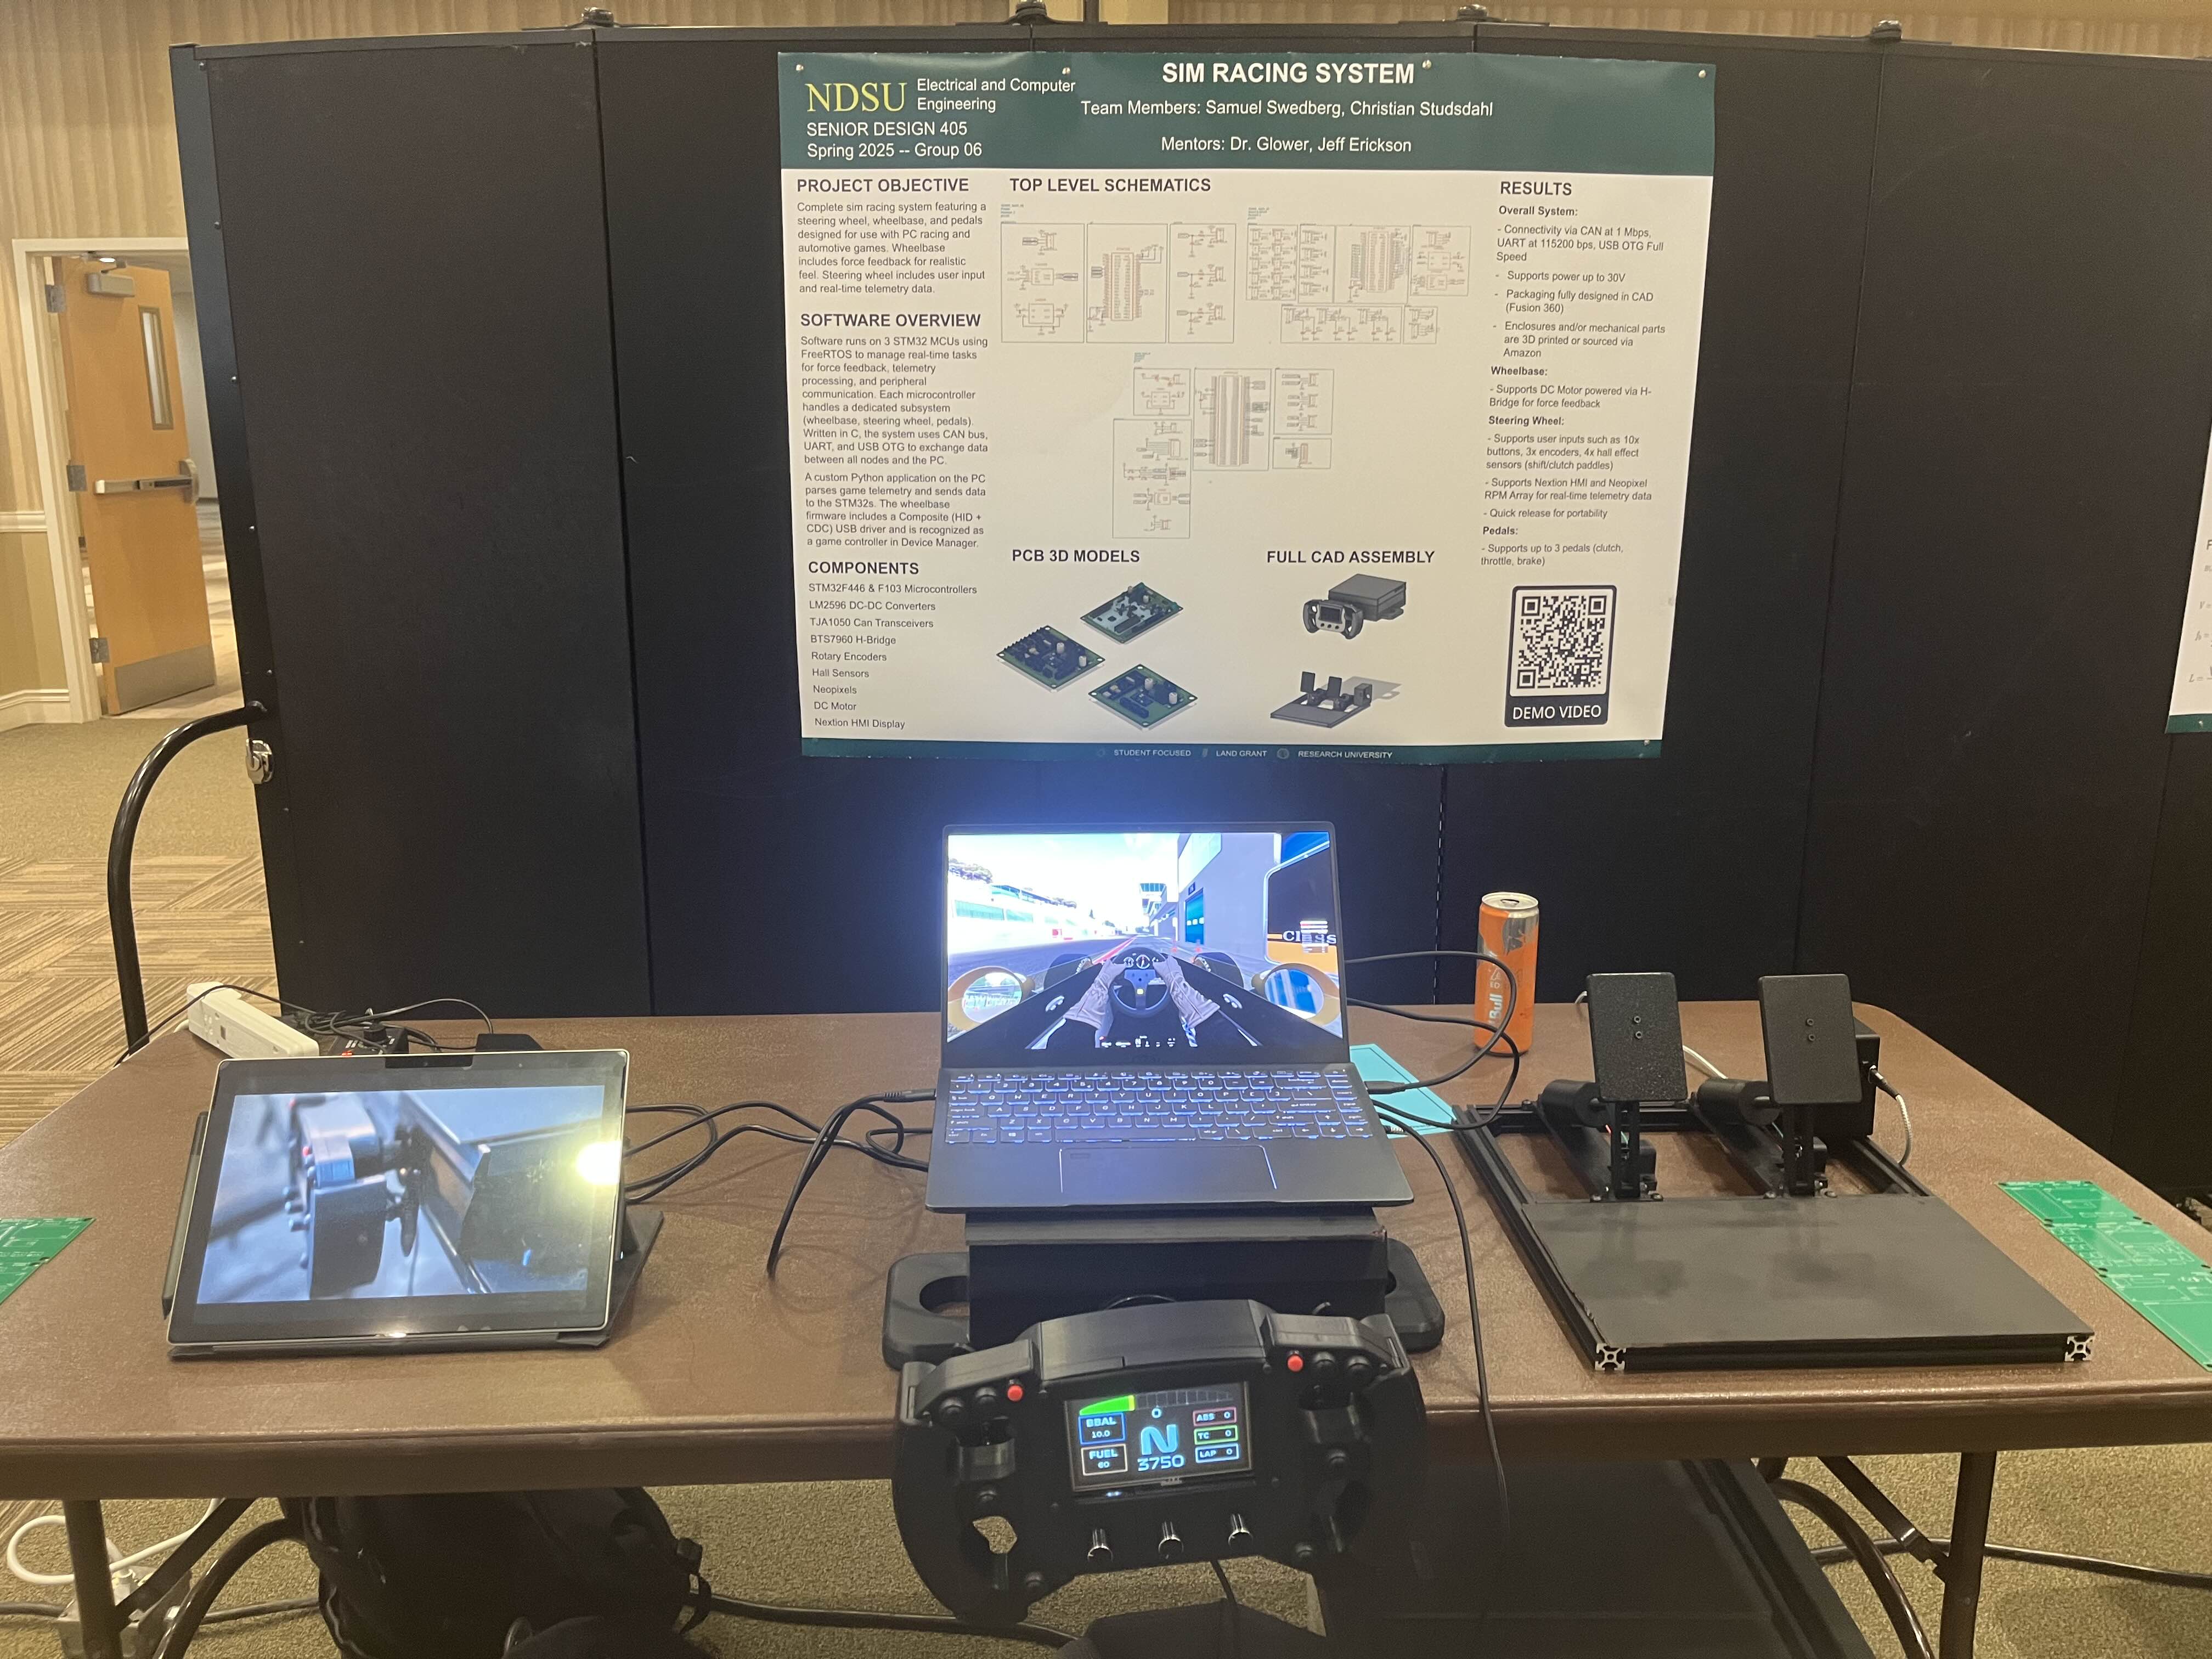 SIM RACING SYSTEM
NDSU
Electrical and Computer
Engineering
Team Members: Samuel Swedberg, Christian Studsdahl
SENIOR DESIGN 405
Spring 2025 -- Group 06
Mentors: Dr. Glower, Jeff Erickson
PROJECT OBJECTIVE
Complete sim racing system featuring a
steering wheel, wheelbase, and pedals
designed for use with PC racing and
automotive games. Wheelbase
includes force feedback for realistic
feel. Steering wheel includes user input
and real-time telemetry data.
SOFTWARE OVERVIEW
Software runs on 3 STM32 MCUs using
FreeRTOS to manage real-time tasks
for force feedback, telemetry
processing, and peripheral
communication. Each microcontroller
handles a dedicated subsystem
(wheelbase, steering wheel, pedals).
Written in C, the system uses CAN bus,
UART, and USB OTG to exchange data
between all nodes and the PC.
A custom Python application on the PC
parses game telemetry and sends data
to the STM32s. The wheelbase
firmware includes a Composite (HID +
CDC) USB driver and is recognized as
a game controller in Device Manager.
COMPONENTS
STM32F446 & F103 Microcontrollers
LM2596 DC-DC Converters
TJA1050 Can Transceivers
BTS7960 H-Bridge
Rotary Encoders
Hall Sensors
Neopixels
DC Motor
Nextion HMI Display
TOP LEVEL SCHEMATICS
PCB 3D MODELS
FULL CAD ASSEMBLY
RESULTS
Overall System:
- Connectivity via CAN at 1 Mbps,
UART at 115200 bps, USB OTG Full
Speed
- Supports power up to 30V
- Packaging fully designed in CAD
(Fusion 360)
- Enclosures and/or mechanical parts
are 3D printed or sourced via
Amazon
Wheelbase:
- Supports DC Motor powered via H-
Bridge for force feedback
Steering Wheel:
- Supports user inputs such as 10x
buttons, 3x encoders, 4x hall effect
sensors (shift/clutch paddles)
- Supports Nextion HMI and Neopixel
RPM Array for real-time telemetry data
- Quick release for portability
Pedals:
- Supports up to 3 pedals (clutch,
throttle, brake)
DEMO VIDEO
STUDENT FOCUSED
LAND GRANT
RESEARCH UNIVERSITY
Bull
BBAL
10.0
FUEL
60
0
N
3750
ABS 0
TC 0
LAP 0